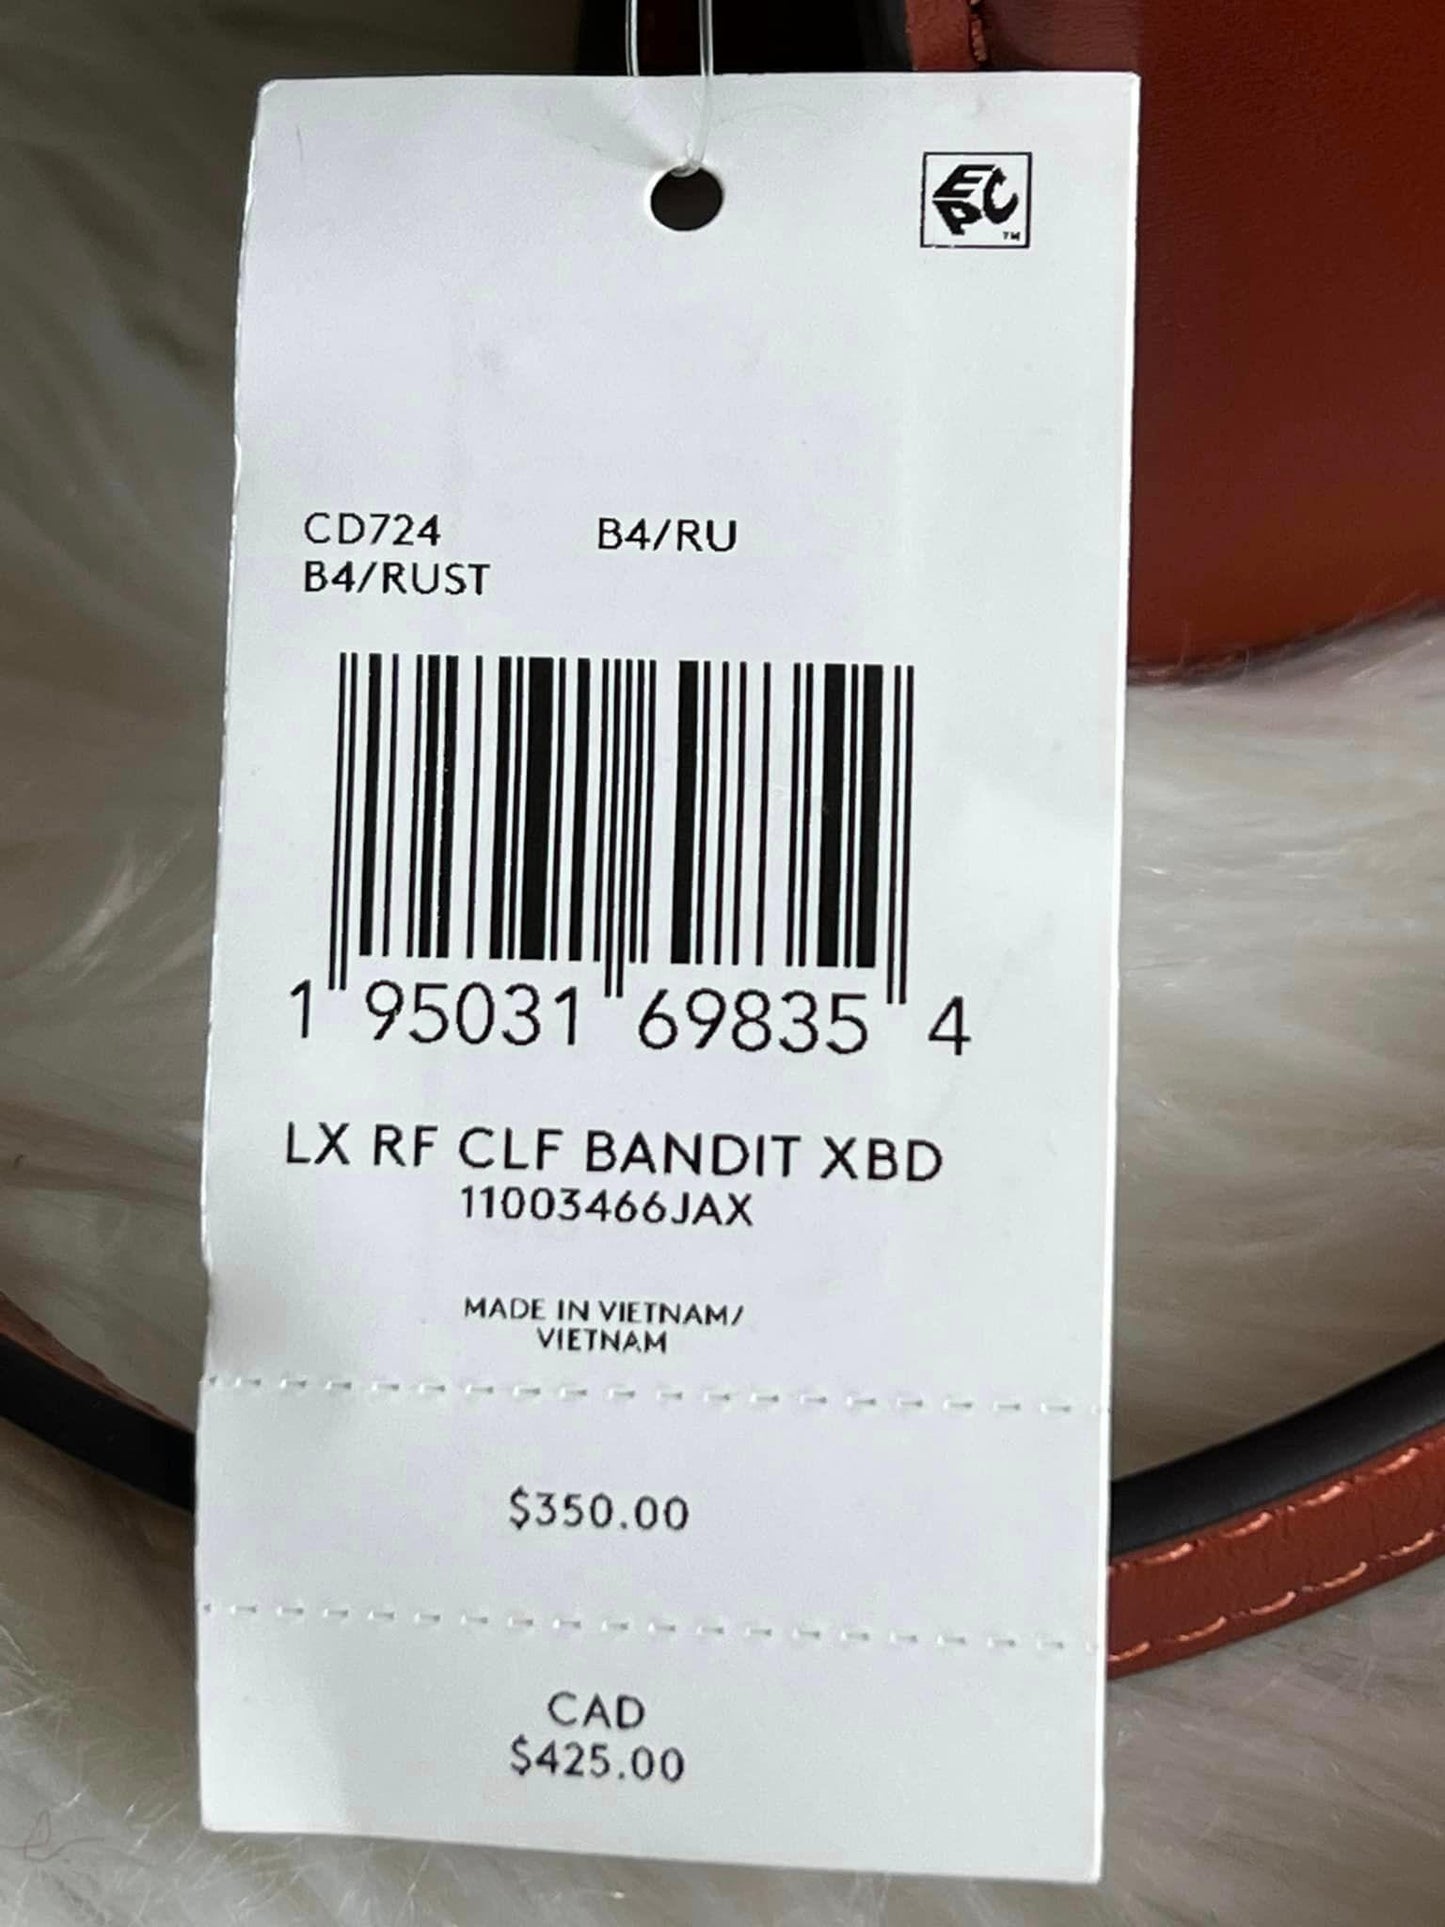 EPC
TM
CD724 B4/RU
B4/RUST
1 95031 69835 4
LX RF CLF BANDIT XBD
11003466JAX
MADE IN VIETNAM/
VIETNAM
$350.00
CAD
$425.00